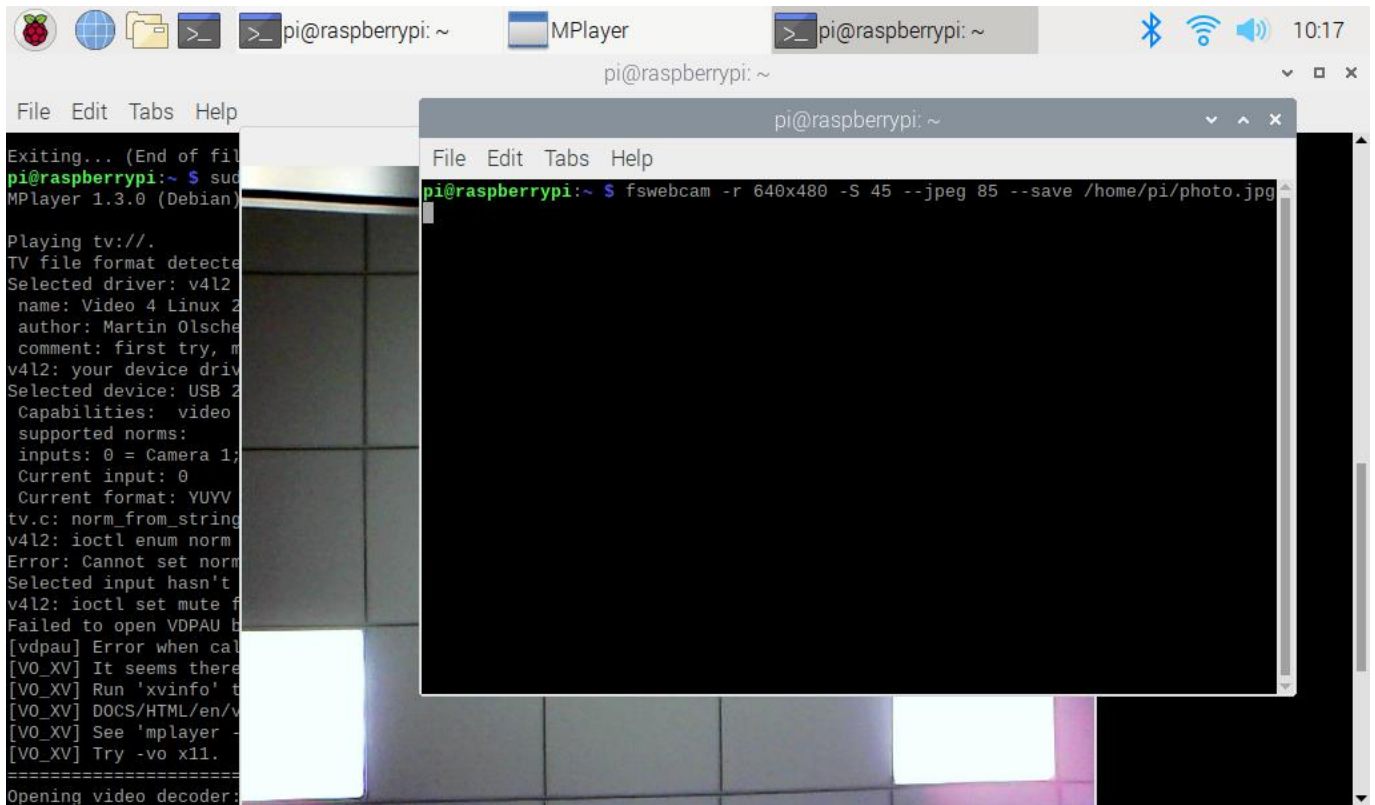 pi@raspberrypi: ~
MPlayer
pi@raspberrypi: ~
10:17
pi@raspberrypi: ~
File Edit Tabs Help
Exiting... (End of fil
pi@raspberrypi:~ $ sud
MPlayer 1.3.0 (Debian)
Playing tv://.
TV file format detecte
Selected driver: v4l2
name: Video 4 Linux 2
author: Martin Olsche
comment: first try, m
v4l2: your device driv
Selected device: USB 2
Capabilities: video
supported norms:
inputs: 0 = Camera 1;
Current input: 0
Current format: YUYV
tv.c: norm_from_string
v4l2: ioctl enum norm
Error: Cannot set norm
Selected input hasn't
v4l2: ioctl set mute f
Failed to open VDPAU b
[vdpau] Error when cal
[VO_XV] It seems there
[VO_XV] Run 'xvinfo' t
[VO_XV] DOCS/HTML/en/v
[VO_XV] See 'mplayer -
[VO_XV] Try -vo x11.
==========================
Opening video decoder:
pi@raspberrypi: ~
File Edit Tabs Help
pi@raspberrypi:~ $ fswebcam -r 640x480 -S 45 --jpeg 85 --save /home/pi/photo.jpg